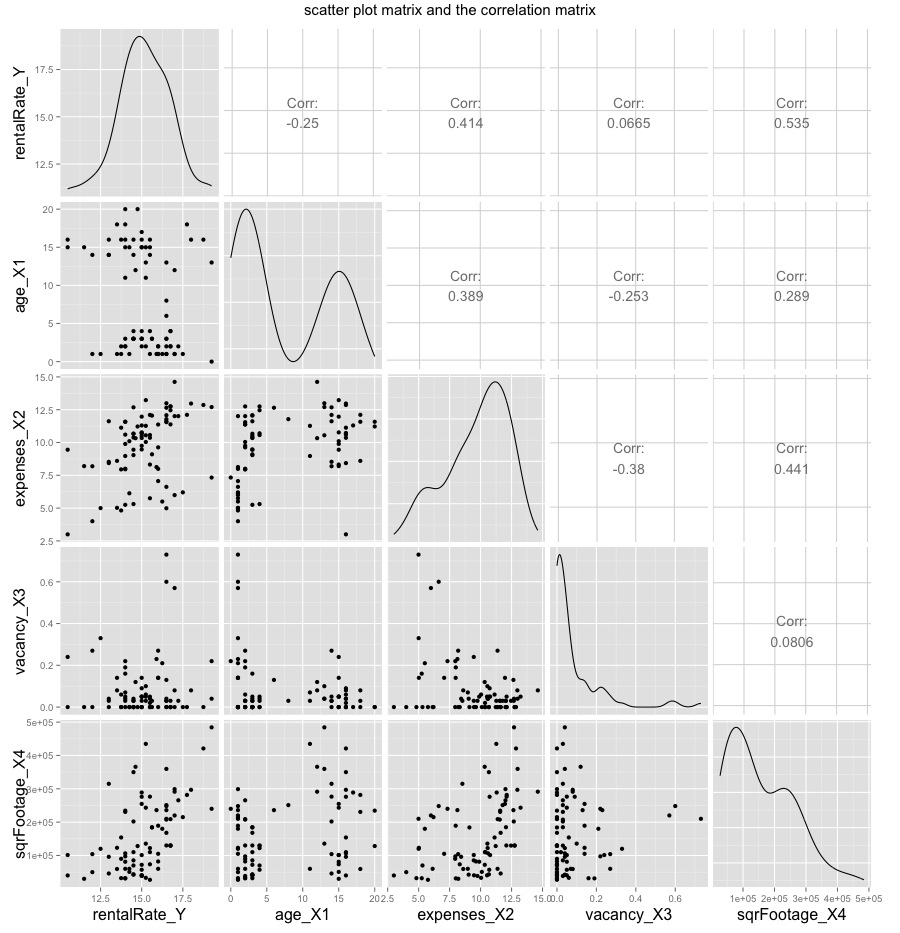 scatter plot matrix and the correlation matrix
rentalRate_Y
17.5
15.0
12.5
Corr:
-0.25
Corr:
0.414
Corr:
0.0665
Corr:
0.535
age_X1
20
15
10
5
0
Corr:
0.389
Corr:
-0.253
Corr:
0.289
expenses_X2
15.0
12.5
10.0
7.5
5.0
2.5
Corr:
-0.38
Corr:
0.441
vacancy_X3
0.6
0.4
0.2
0.0
Corr:
0.0806
sqrFootage_X4
5e+05
4e+05
3e+05
2e+05
1e+05
12.5 15.0 17.5
0 5 10 15 20
2.5 5.0 7.5 10.0 12.5 15.0
0.0 0.2 0.4 0.6
1e+05 2e+05 3e+05 4e+05 5e+05
rentalRate_Y age_X1 expenses_X2 vacancy_X3 sqrFootage_X4